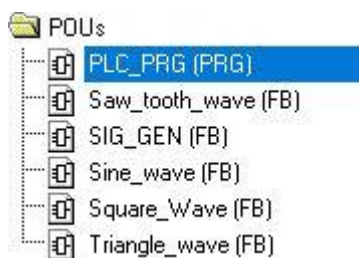 POUs
PLC_PRG (PRG)
Saw_tooth_wave (FB)
SIG_GEN (FB)
Sine_wave (FB)
Square_Wave (FB)
Triangle_wave (FB)